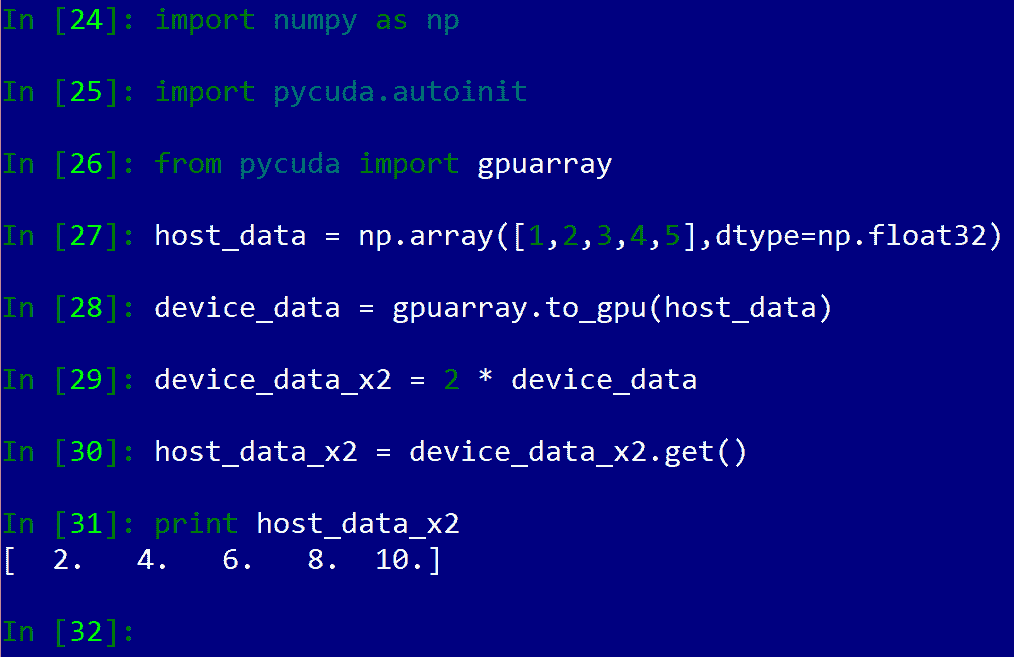 In [24]: import numpy as np
In [25]: import pycuda.autoinit
In [26]: from pycuda import gpuarray
In [27]: host_data = np.array([1,2,3,4,5],dtype=np.float32)
In [28]: device_data = gpuarray.to_gpu(host_data)
In [29]: device_data_x2 = 2 * device_data
In [30]: host_data_x2 = device_data_x2.get()
In [31]: print host_data_x2
[  2.   4.   6.   8.  10.]
In [32]: